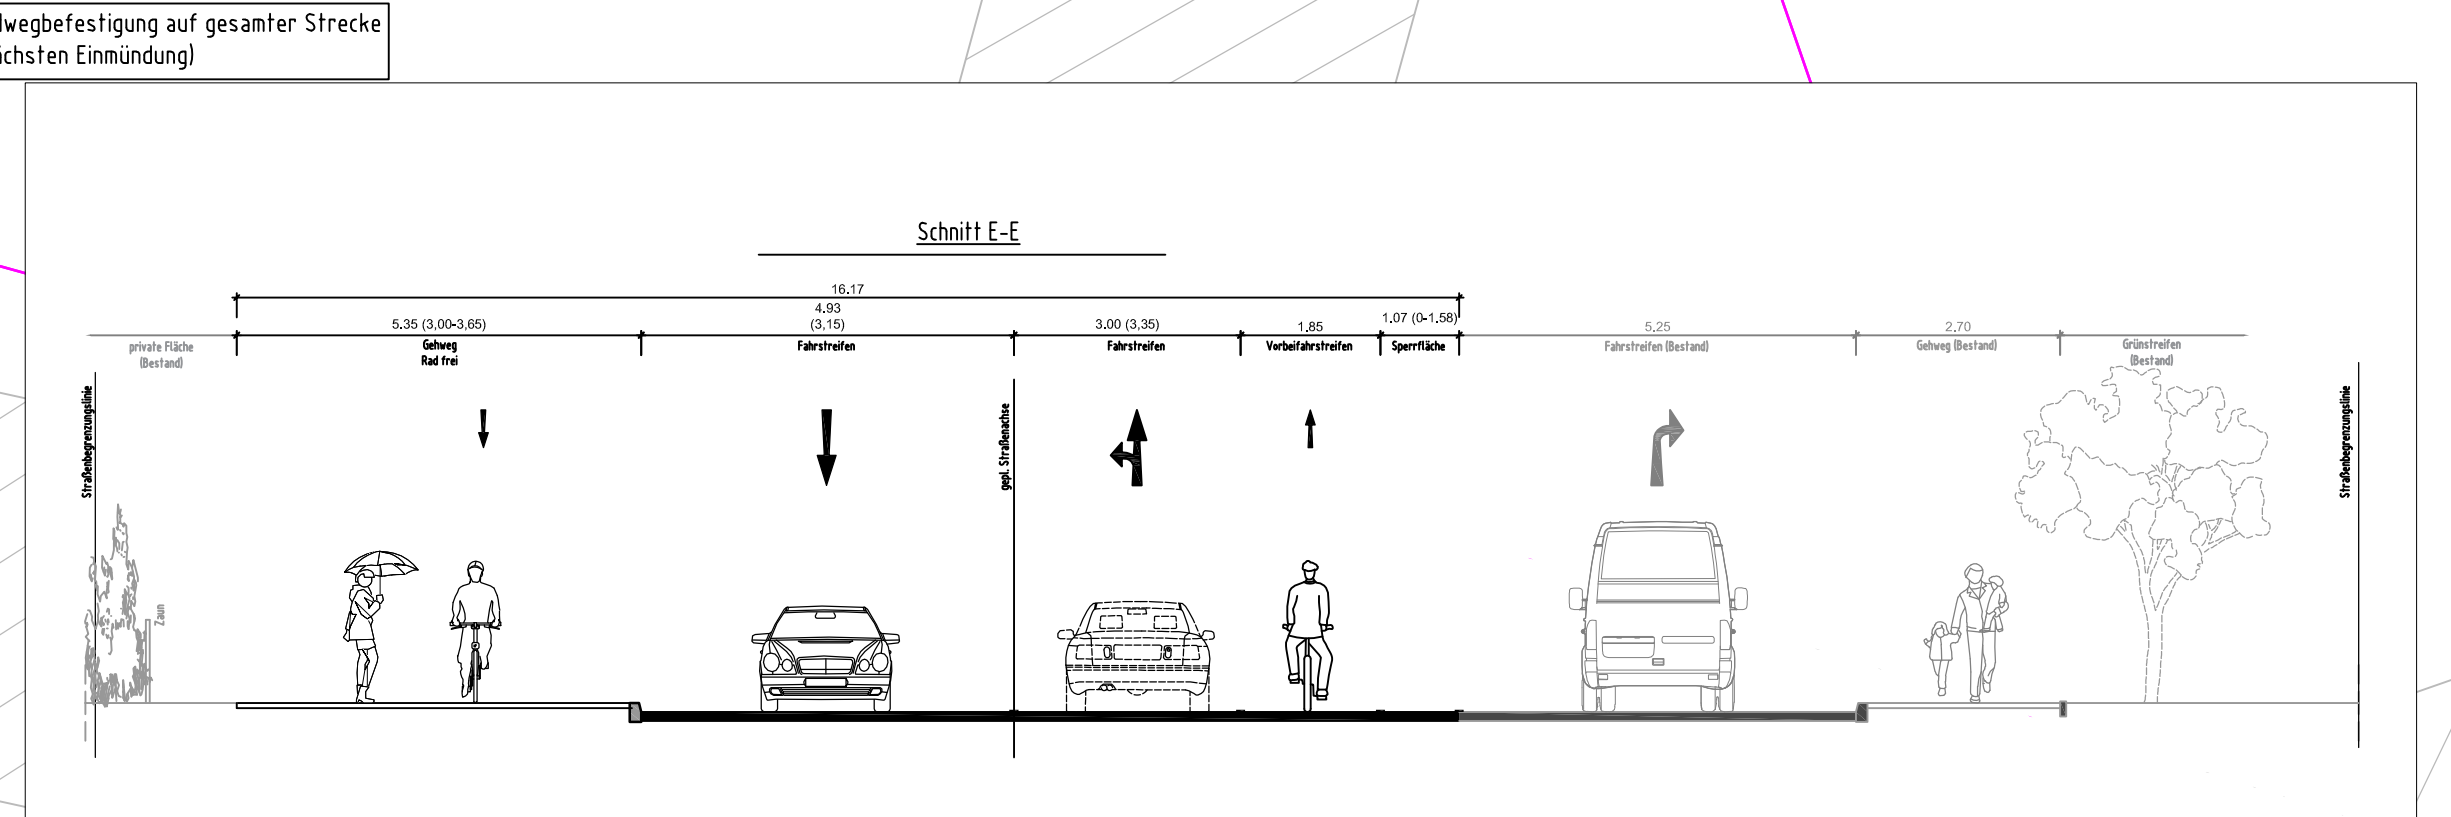 lwegbefestigung auf gesamter Strecke
ichsten Einmündung)
Schnitt E-E
16.17
4.93
5.35 (3,00-3,65)
(3,15)
3.00 (3,35)
1.85
1.07 (0-1.58)
5.25
2.70
private Fläche
(Bestand)
Gehweg
Rad frei
Fahrstreifen
Fahrstreifen
Vorbeifahrstreifen
Sperrfläche
Fahrstreifen (Bestand)
Gehweg (Bestand)
Grünstreifen
(Bestand)
Straßenbegrenzungslinie
gepl. Straßenachse
Straßenbegrenzungslinie
Zaun